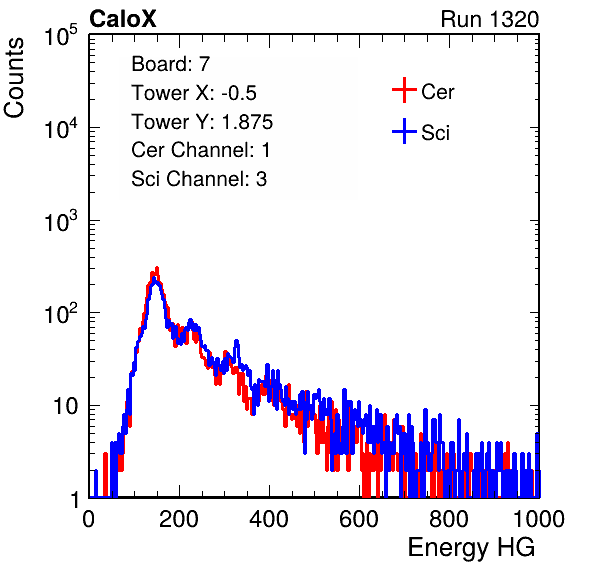 CaloX Run 1320
Counts
10^5
10^4
10^3
10^2
10
1
Board: 7
Tower X: -0.5
Tower Y: 1.875
Cer Channel: 1
Sci Channel: 3
Cer
Sci
0 200 400 600 800 1000
Energy HG